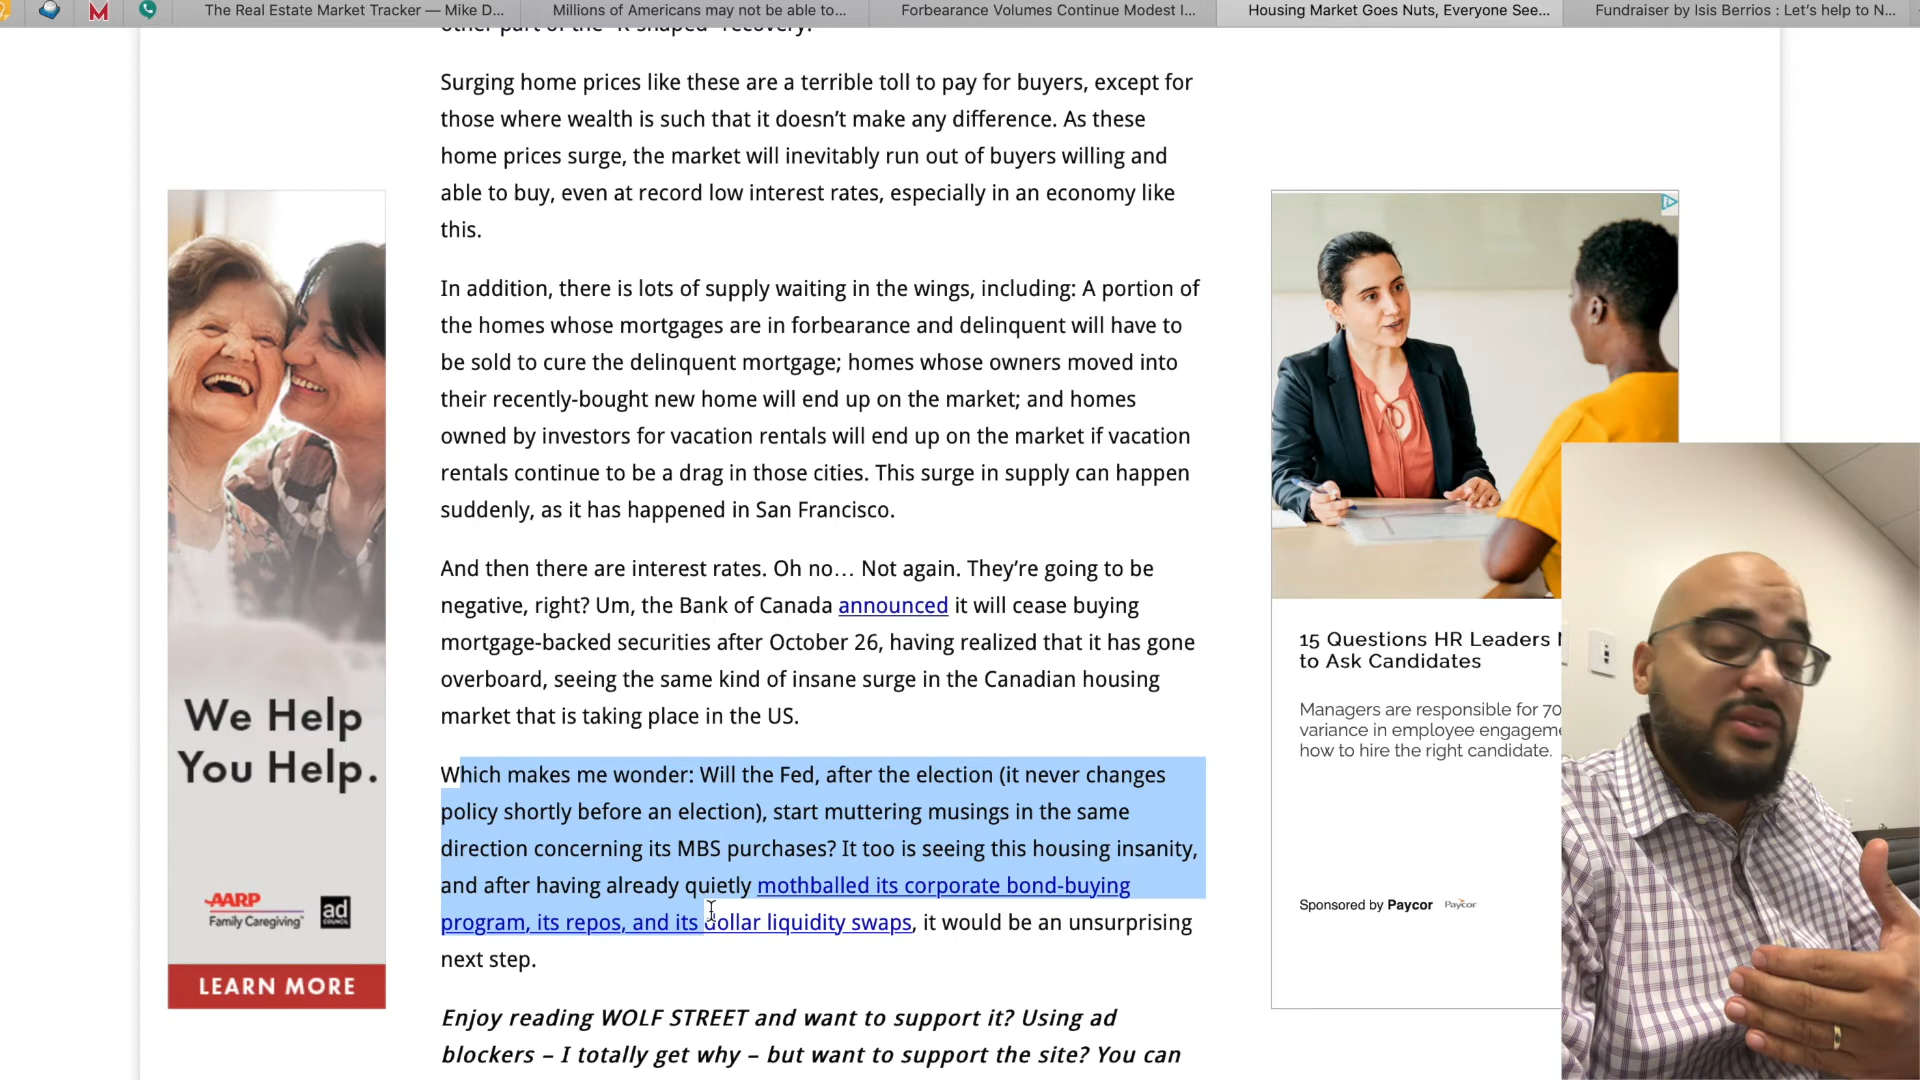 The Real Estate Market Tracker — Mike D...
Millions of Americans may not be able to...
Forbearance Volumes Continue Modest I...
Housing Market Goes Nuts, Everyone See...
Fundraiser by Isis Berrios : Let's help to N...
other part of the "K-shaped" recovery.
Surging home prices like these are a terrible toll to pay for buyers, except for
those where wealth is such that it doesn't make any difference. As these
home prices surge, the market will inevitably run out of buyers willing and
able to buy, even at record low interest rates, especially in an economy like
this.
In addition, there is lots of supply waiting in the wings, including: A portion of
the homes whose mortgages are in forbearance and delinquent will have to
be sold to cure the delinquent mortgage; homes whose owners moved into
their recently-bought new home will end up on the market; and homes
owned by investors for vacation rentals will end up on the market if vacation
rentals continue to be a drag in those cities. This surge in supply can happen
suddenly, as it has happened in San Francisco.
And then there are interest rates. Oh no… Not again. They're going to be
negative, right? Um, the Bank of Canada announced it will cease buying
mortgage-backed securities after October 26, having realized that it has gone
overboard, seeing the same kind of insane surge in the Canadian housing
market that is taking place in the US.
Which makes me wonder: Will the Fed, after the election (it never changes
policy shortly before an election), start muttering musings in the same
direction concerning its MBS purchases? It too is seeing this housing insanity,
and after having already quietly mothballed its corporate bond-buying
program, its repos, and its dollar liquidity swaps, it would be an unsurprising
next step.
Enjoy reading WOLF STREET and want to support it? Using ad
blockers – I totally get why – but want to support the site? You can
We Help
You Help.
AARP
Family Caregiving
ad
COUNCIL
LEARN MORE
15 Questions HR Leaders
to Ask Candidates
Managers are responsible for 70
variance in employee engagem
how to hire the right candidate.
Sponsored by Paycor
Paycor